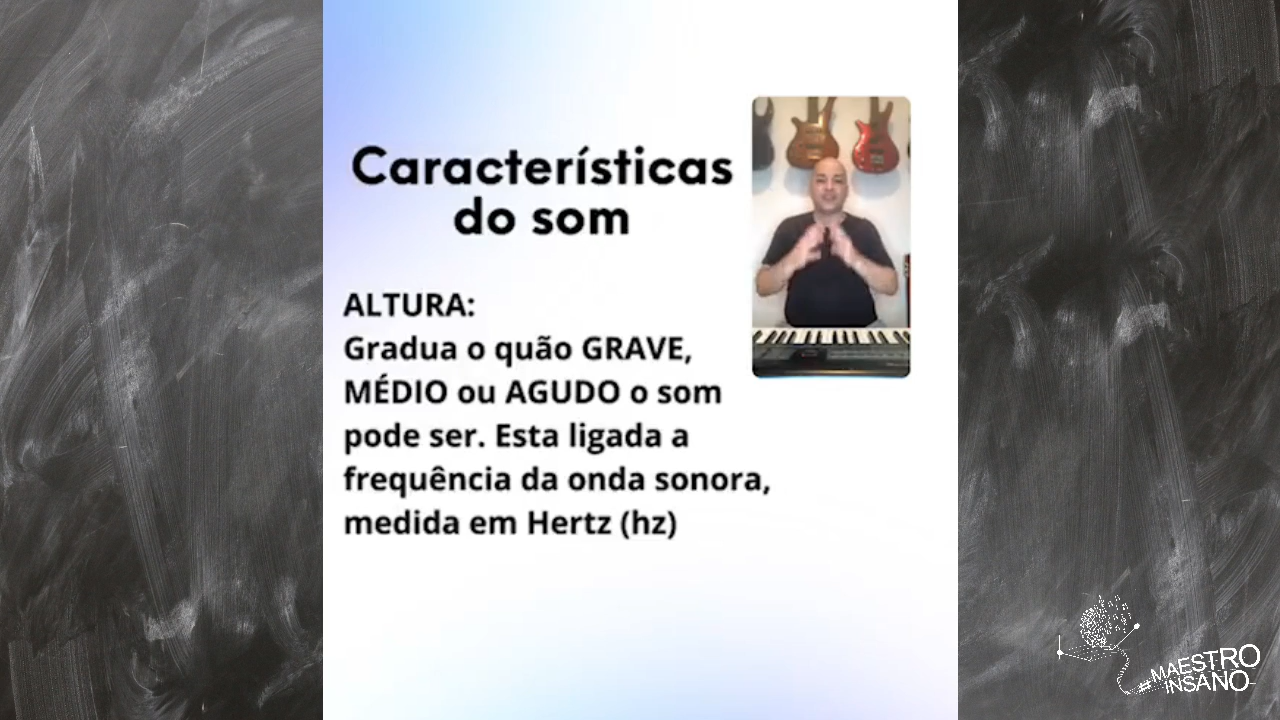 Características
do som
ALTURA:
Gradua o quão GRAVE,
MÉDIO ou AGUDO o som
pode ser. Esta ligada a
frequência da onda sonora,
medida em Hertz (hz)
#MAESTRO
INSANO